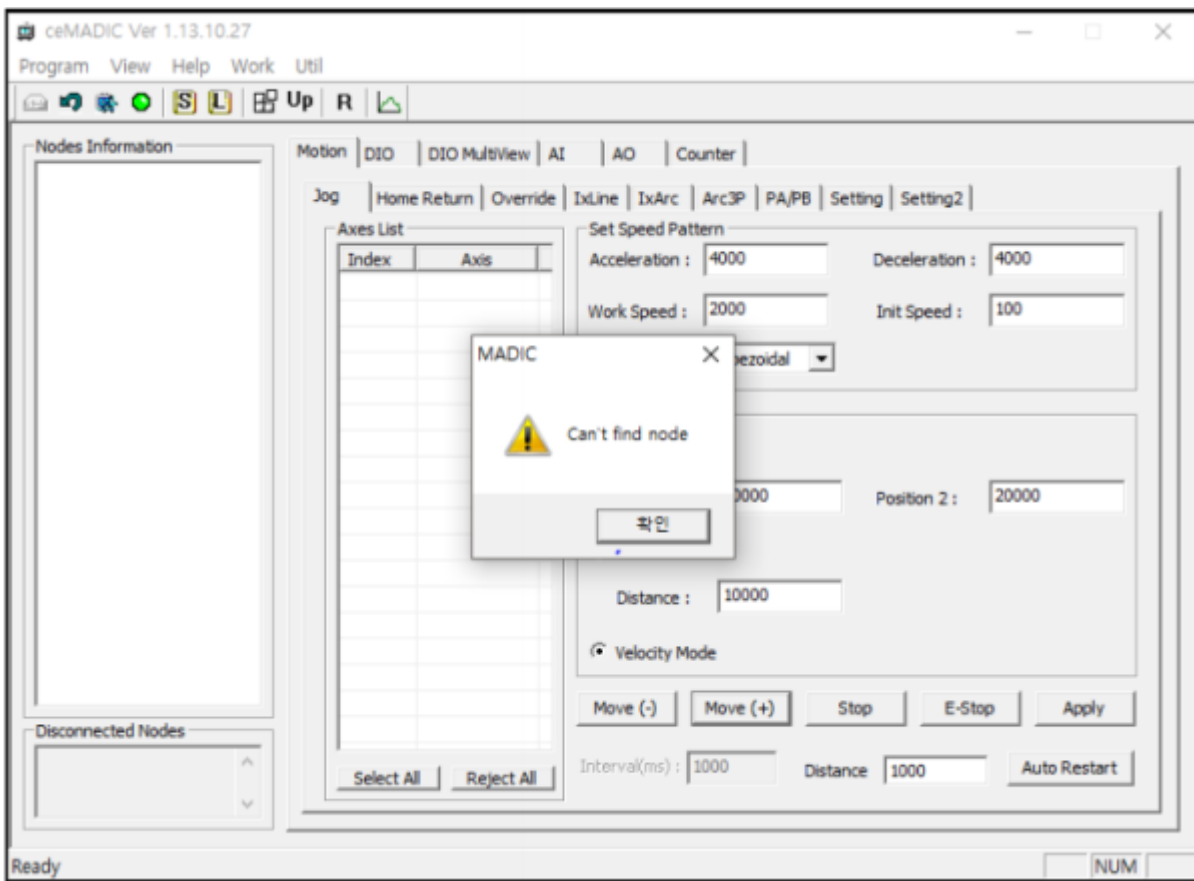 ceMADIC Ver 1.13.10.27
Program View Help Work Util
S L Up R
Nodes Information
Motion DIO DIO MultiView AI AO Counter
Jog Home Return Override IxLine IxArc Arc3P PA/PB Setting Setting2
Axes List
Index Axis
Set Speed Pattern
Acceleration : 4000 Deceleration : 4000
Work Speed : 2000 Init Speed : 100
pezoidal
MADIC
Can't find node
확인
0000 Position 2 : 20000
Distance : 10000
Velocity Mode
Move (-) Move (+) Stop E-Stop Apply
Disconnected Nodes
Select All Reject All
Interval(ms) : 1000 Distance 1000 Auto Restart
Ready NUM